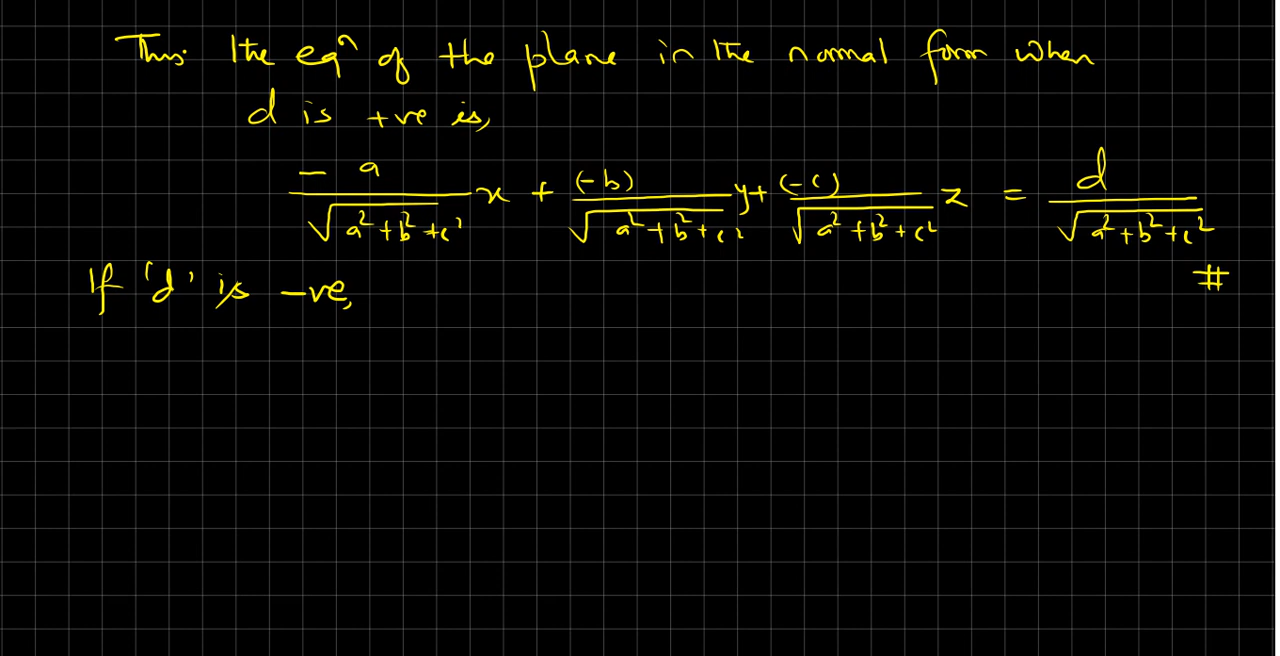 Thus the eqⁿ of the plane in the normal form when
d is +ve is,
- a/√(a²+b²+c²) x + (-b)/√(a²+b²+c²) y + (-c)/√(a²+b²+c²) z = d/√(a²+b²+c²)
#
If 'd' is -ve,